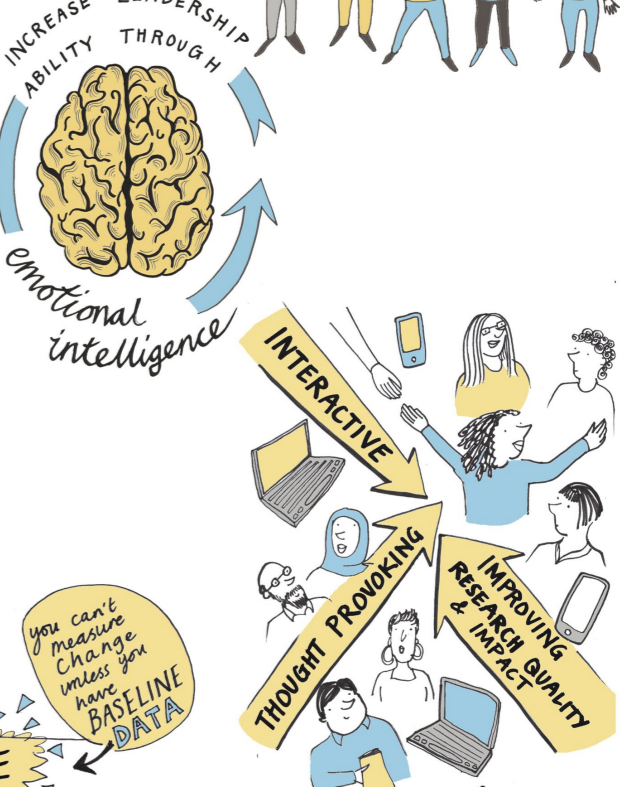 INCREASE LEADERSHIP
ABILITY THROUGH
emotional
intelligence
INTERACTIVE
THOUGHT PROVOKING
IMPROVING
RESEARCH QUALITY
& IMPACT
you can't
measure
Change
unless you
have
BASELINE
DATA